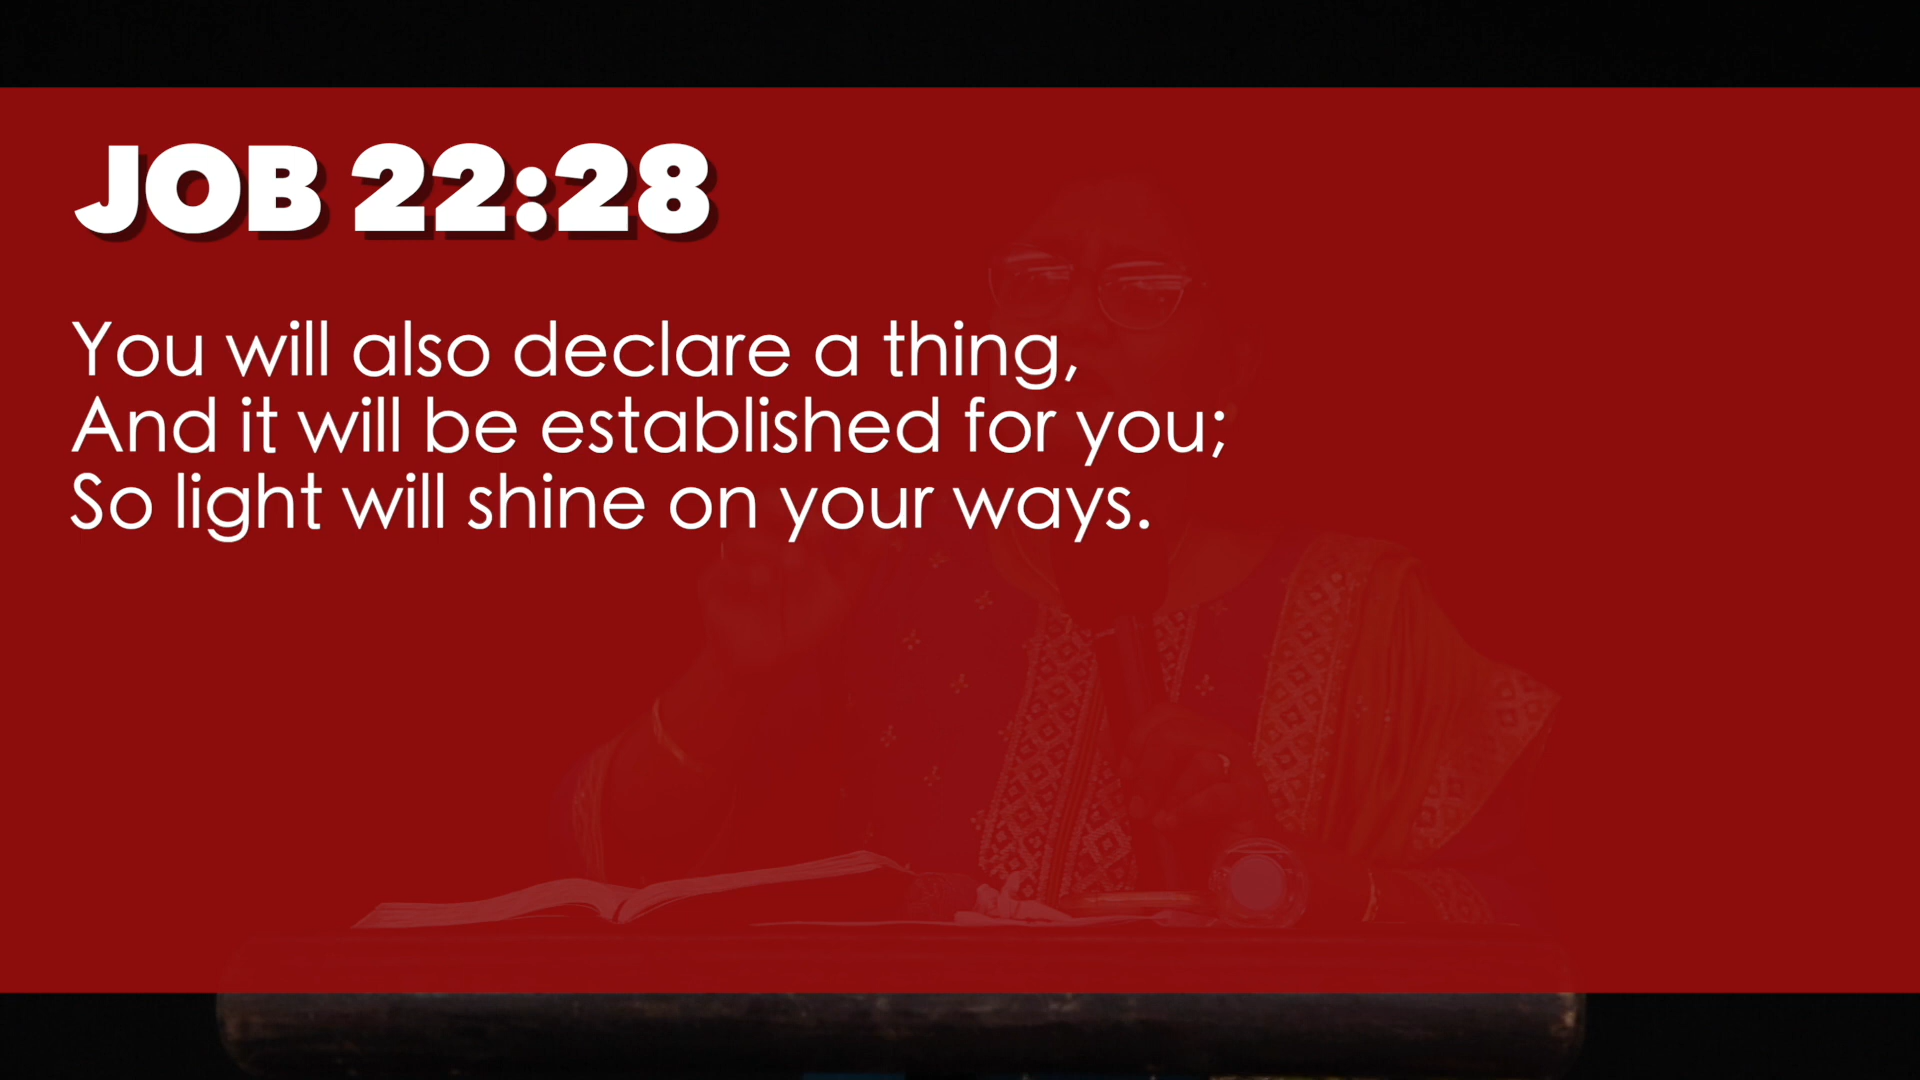 JOB 22:28
You will also declare a thing,
And it will be established for you;
So light will shine on your ways.